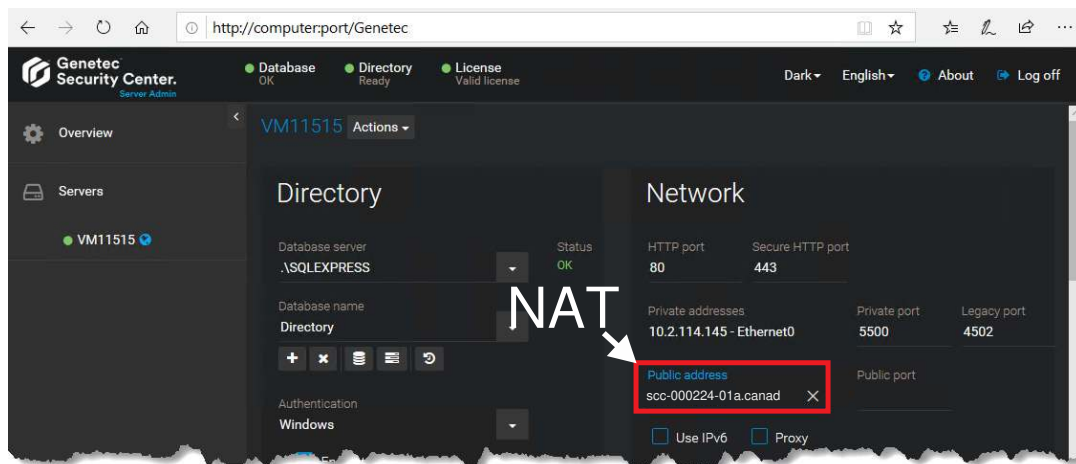 http://computer:port/Genetec
Genetec
Security Center.
Server Admin
Database
OK
Directory
Ready
License
Valid license
Dark
English
About
Log off
Overview
Servers
VM11515
VM11515 Actions
Directory
Database server
.\SQLEXPRESS
Status
OK
Database name
Directory
Authentication
Windows
NAT
Network
HTTP port
80
Secure HTTP port
443
Private addresses
10.2.114.145 - Ethernet0
Private port
5500
Legacy port
4502
Public address
scc-000224-01a.canad
Public port
Use IPv6
Proxy